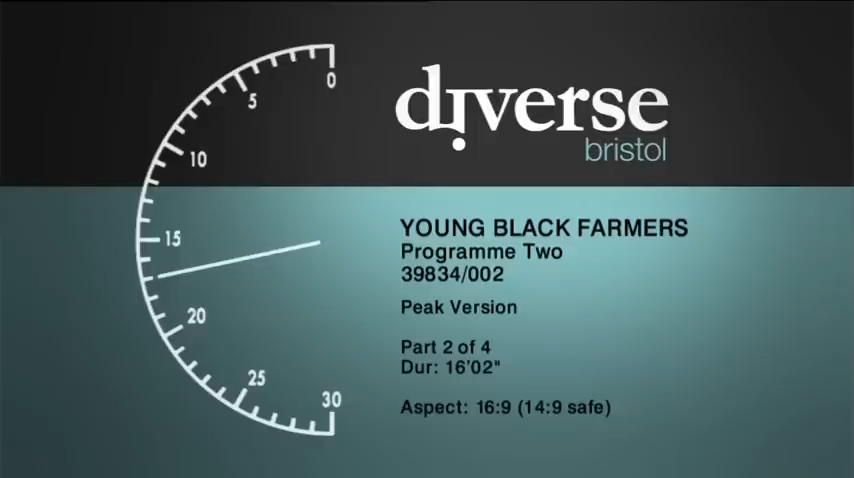 0
5
10
15
20
25
30
diverse
bristol
YOUNG BLACK FARMERS
Programme Two
39834/002
Peak Version
Part 2 of 4
Dur: 16'02"
Aspect: 16:9 (14:9 safe)